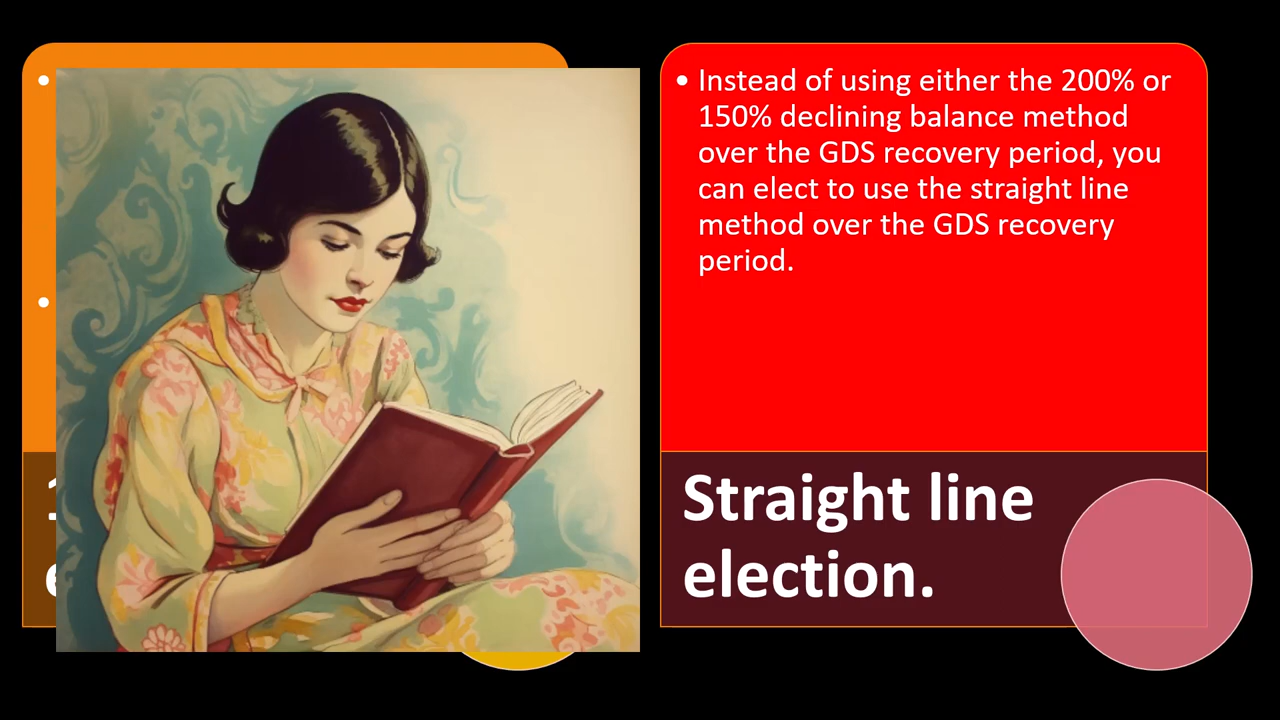 • Instead of using either the 200% or
150% declining balance method
over the GDS recovery period, you
can elect to use the straight line
method over the GDS recovery
period.
Straight line
election.